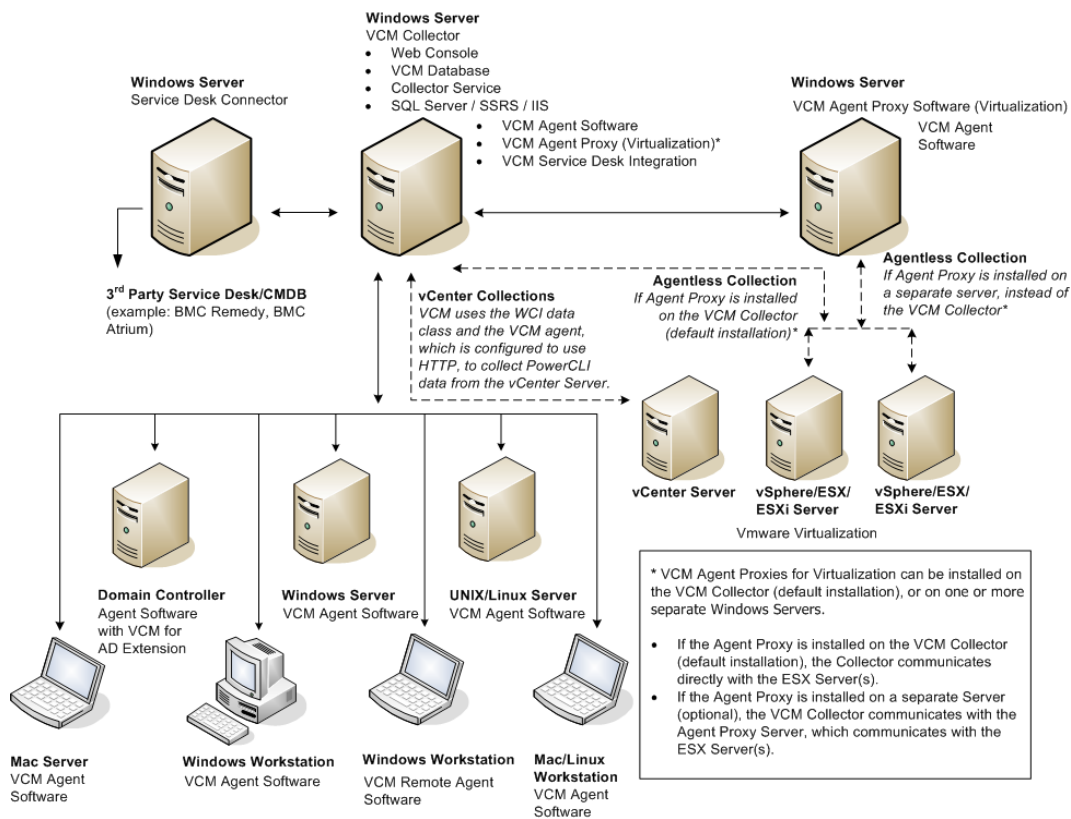 Windows Server
VCM Collector
• Web Console
• VCM Database
• Collector Service
• SQL Server / SSRS / IIS
• VCM Agent Software
• VCM Agent Proxy (Virtualization)*
• VCM Service Desk Integration
Windows Server
Service Desk Connector
Windows Server
VCM Agent Proxy Software (Virtualization)
VCM Agent
Software
3rd Party Service Desk/CMDB
(example: BMC Remedy, BMC
Atrium)
vCenter Collections
VCM uses the WCI data
class and the VCM agent,
which is configured to use
HTTP, to collect PowerCLI
data from the vCenter Server.
Agentless Collection
If Agent Proxy is installed
on the VCM Collector
(default installation)*
Agentless Collection
If Agent Proxy is installed on
a separate server, instead of
the VCM Collector*
vCenter Server
vSphere/ESX/
ESXi Server
vSphere/ESX/
ESXi Server
Vmware Virtualization
Domain Controller
Agent Software
with VCM for
AD Extension
Windows Server
VCM Agent Software
UNIX/Linux Server
VCM Agent Software
Mac Server
VCM Agent
Software
Windows Workstation
VCM Agent Software
Windows Workstation
VCM Remote Agent
Software
Mac/Linux
Workstation
VCM Agent
Software
* VCM Agent Proxies for Virtualization can be installed on
the VCM Collector (default installation), or on one or more
separate Windows Servers.
• If the Agent Proxy is installed on the VCM Collector
(default installation), the Collector communicates
directly with the ESX Server(s).
• If the Agent Proxy is installed on a separate Server
(optional), the VCM Collector communicates with the
Agent Proxy Server, which communicates with the
ESX Server(s).